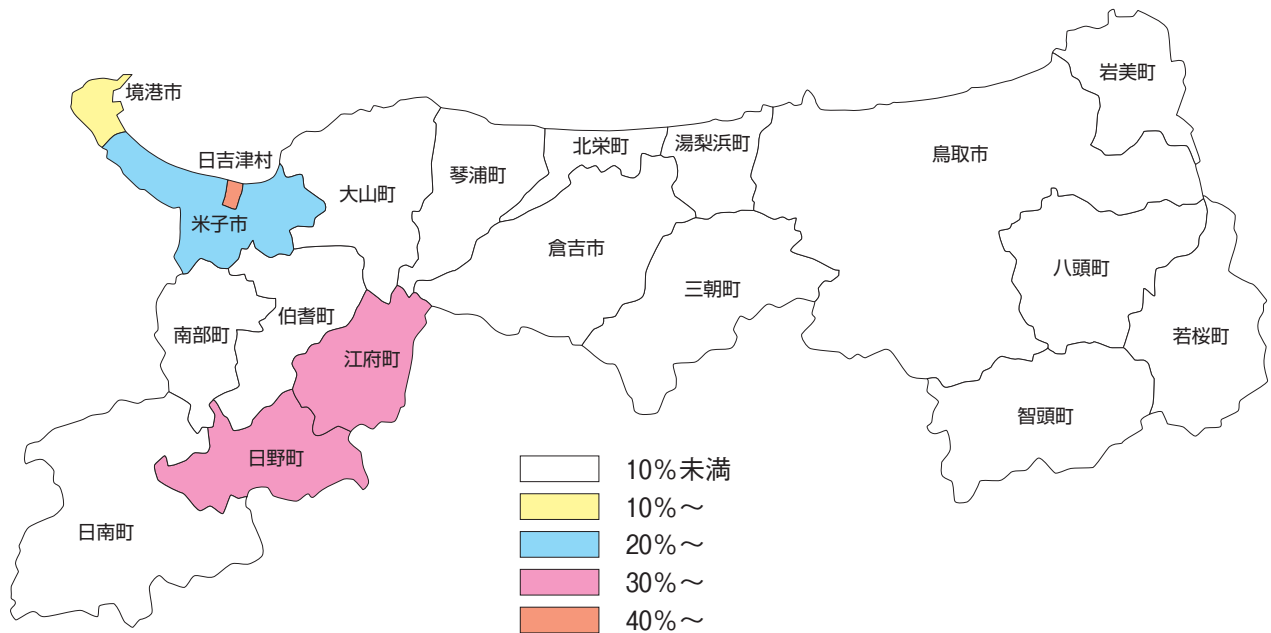 岩美町
境港市
日吉津村
北栄町
湯梨浜町
鳥取市
琴浦町
大山町
米子市
倉吉市
八頭町
三朝町
伯耆町
南部町
若桜町
江府町
智頭町
日野町
日南町
10%未満
10%～
20%～
30%～
40%～